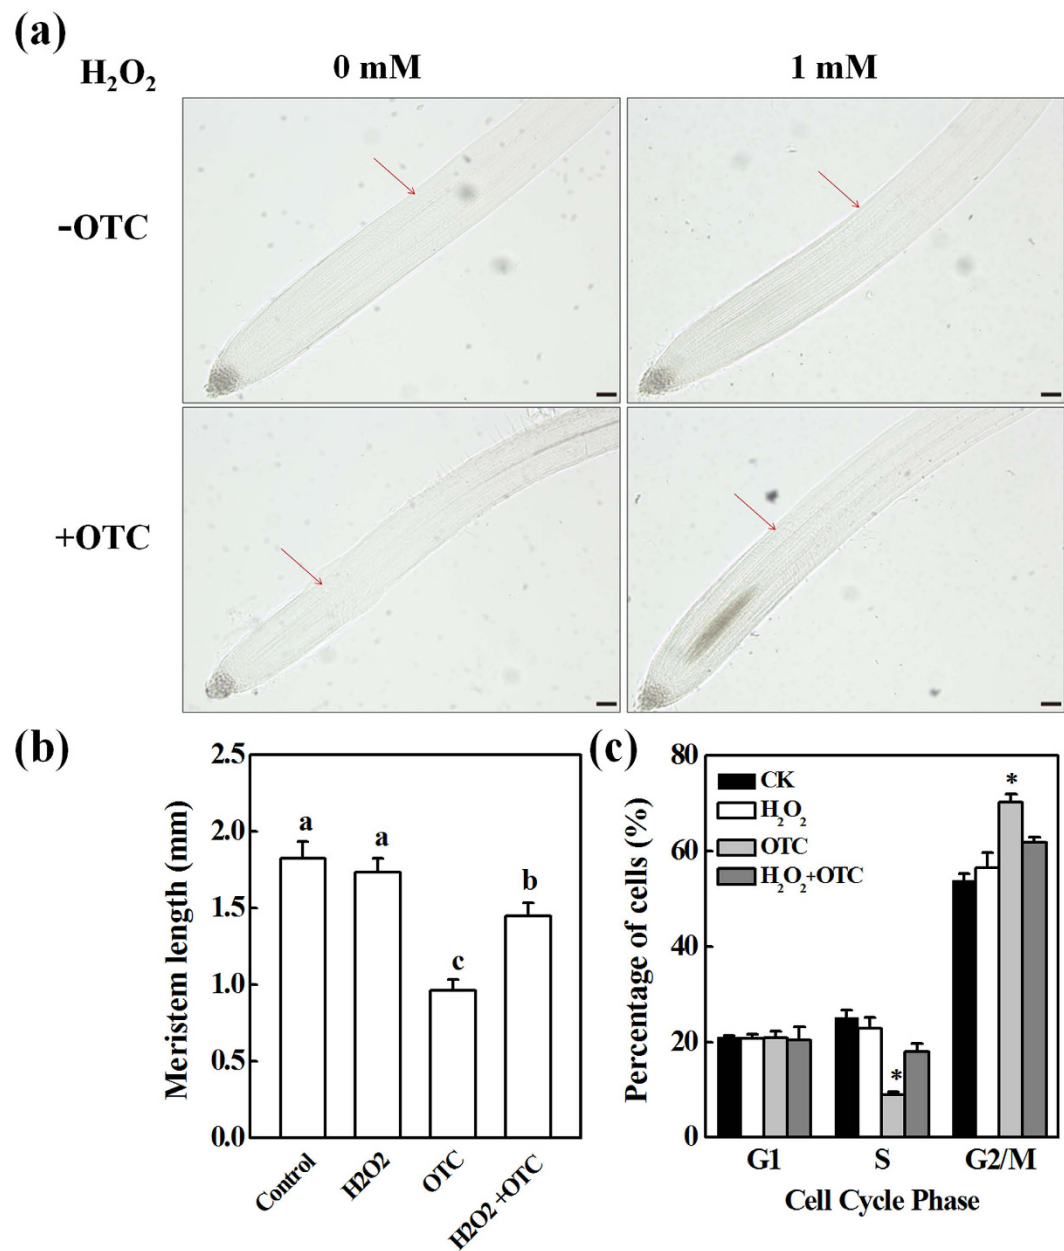 (a)
H₂O₂ 0 mM 1 mM
-OTC
+OTC
(b)
Meristem length (mm)
2.5
2.0
1.5
1.0
0.5
0.0
a
a
c
b
Control
H2O2
OTC
H2O2 +OTC
(c)
Percentage of cells (%)
80
60
40
20
0
CK
H₂O₂
OTC
H₂O₂+OTC
*
*
G1 S G2/M
Cell Cycle Phase